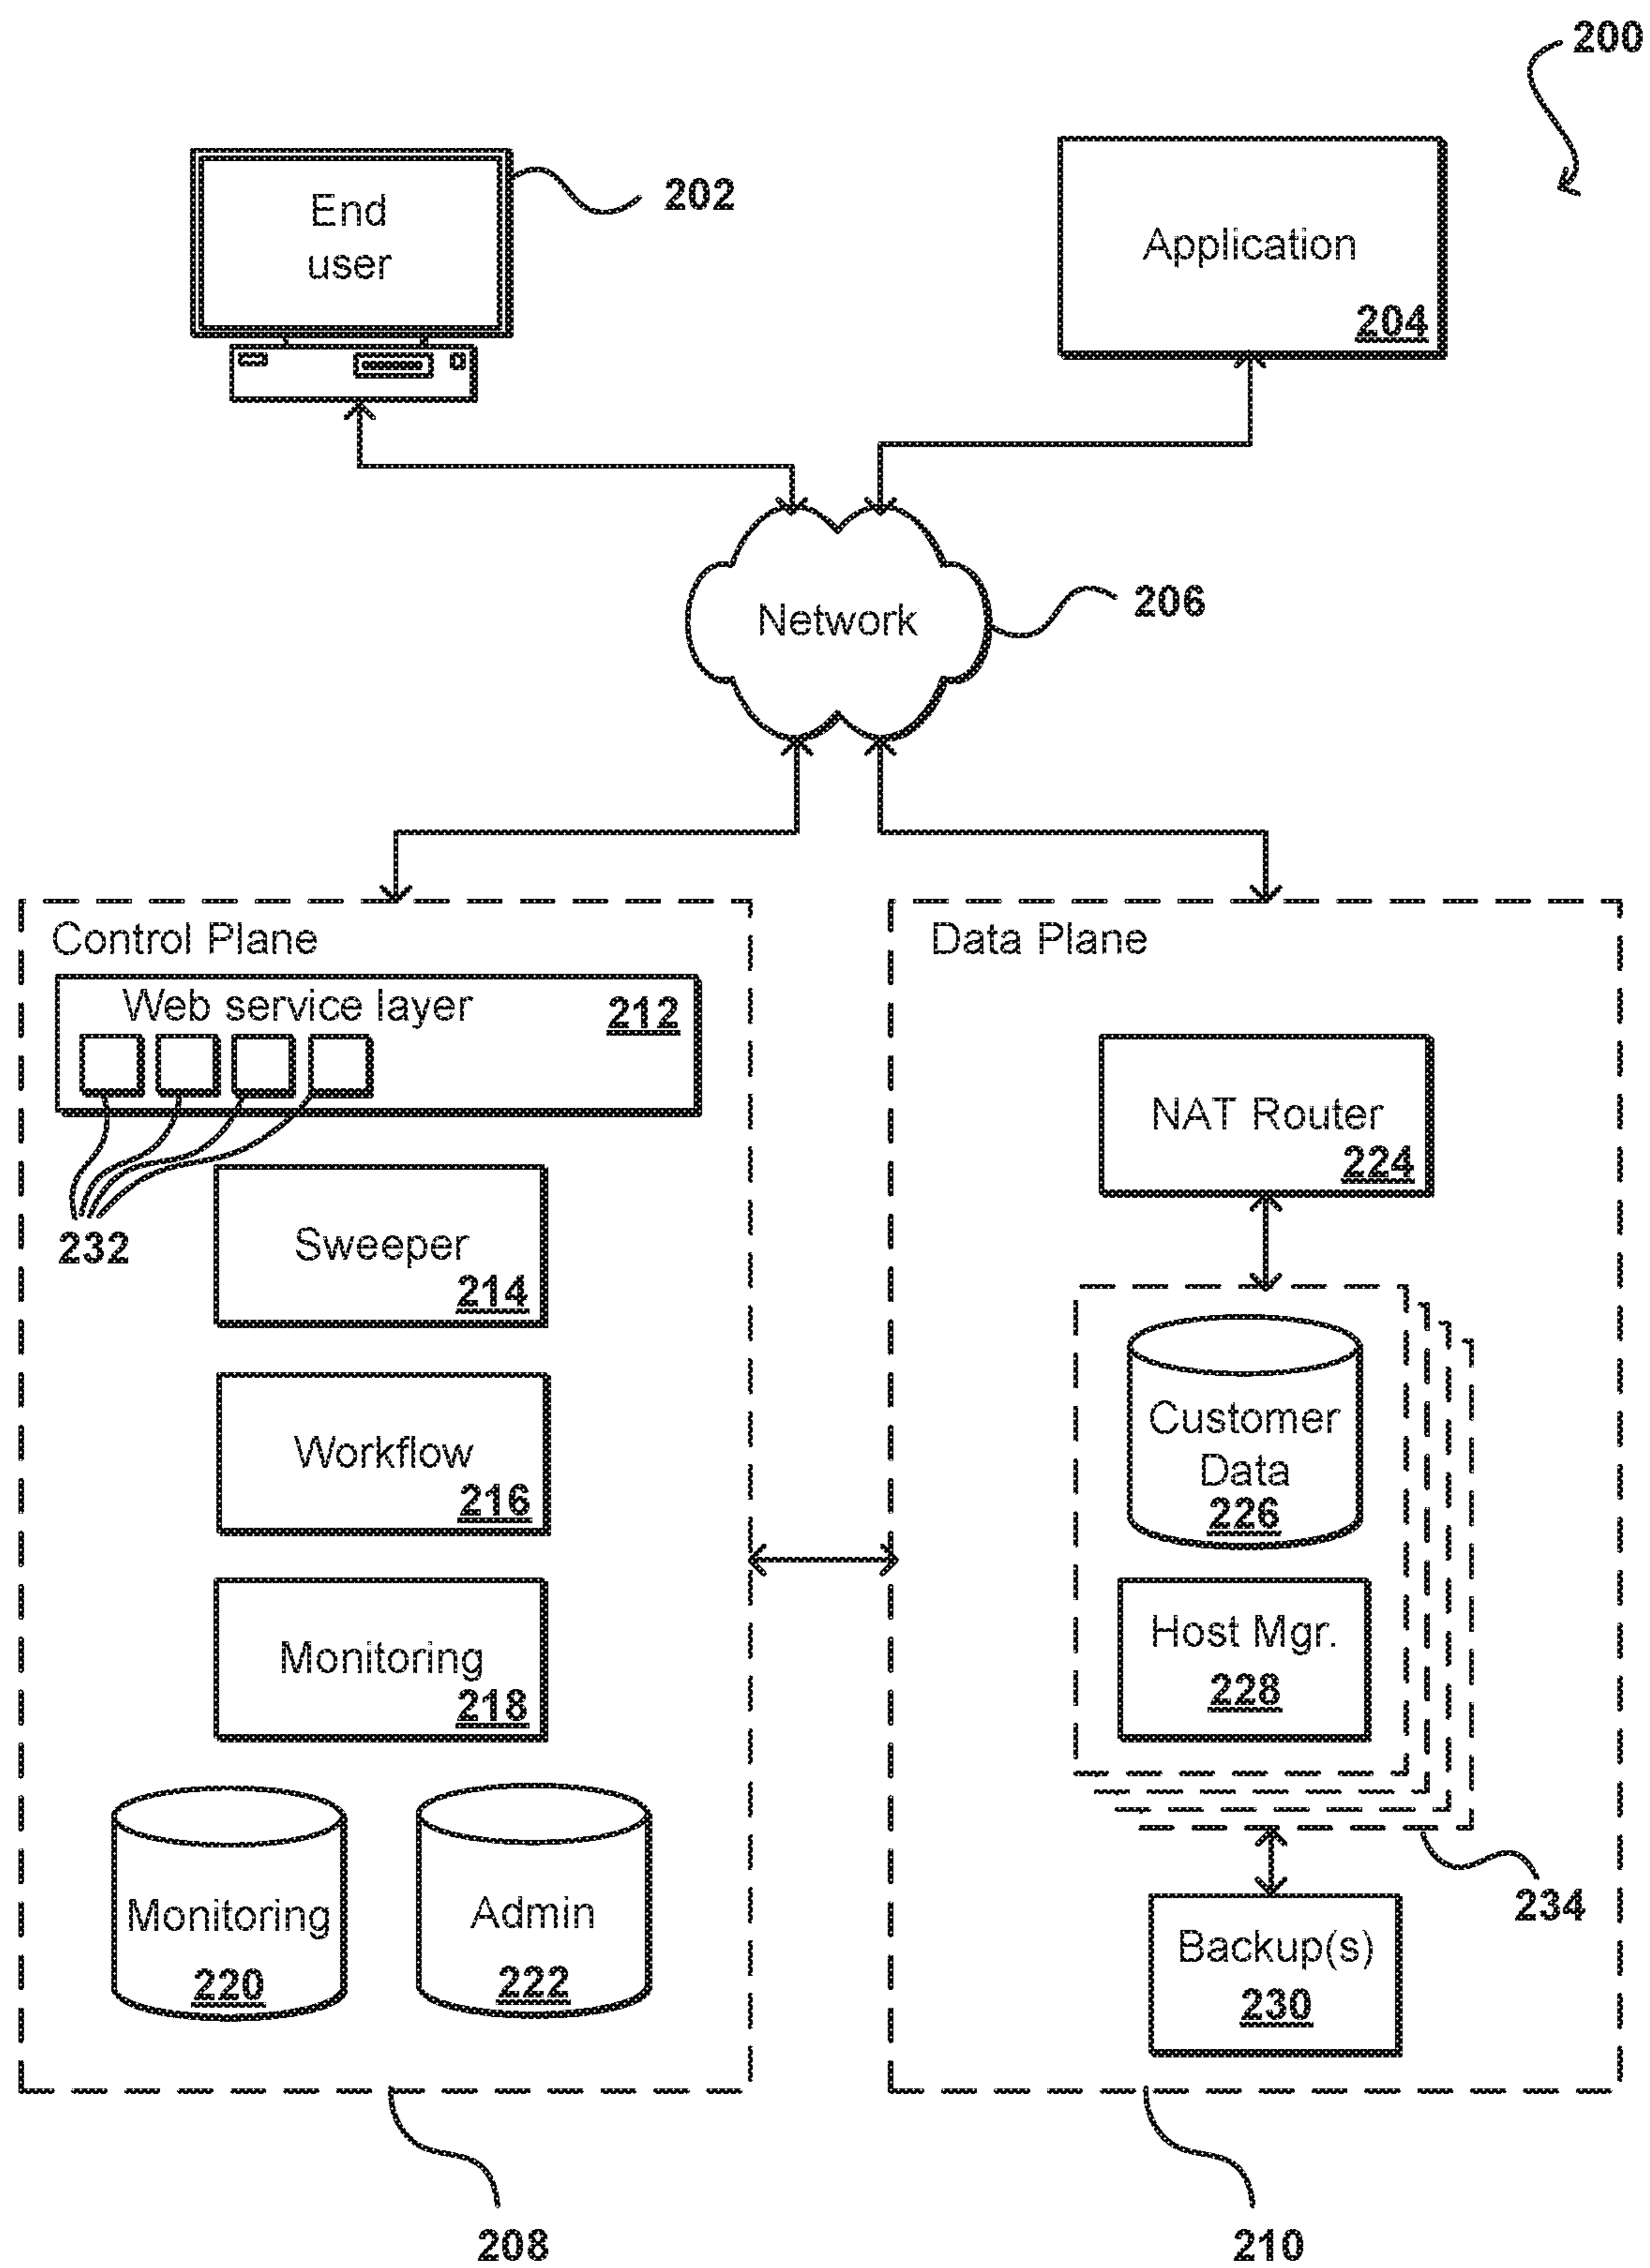 200
End
user
202
Application
204
Network
206
Control Plane
Web service layer
212
232
Sweeper
214
Workflow
216
Monitoring
218
Monitoring
220
Admin
222
208
Data Plane
NAT Router
224
Customer
Data
226
Host Mgr.
228
234
Backup(s)
230
210